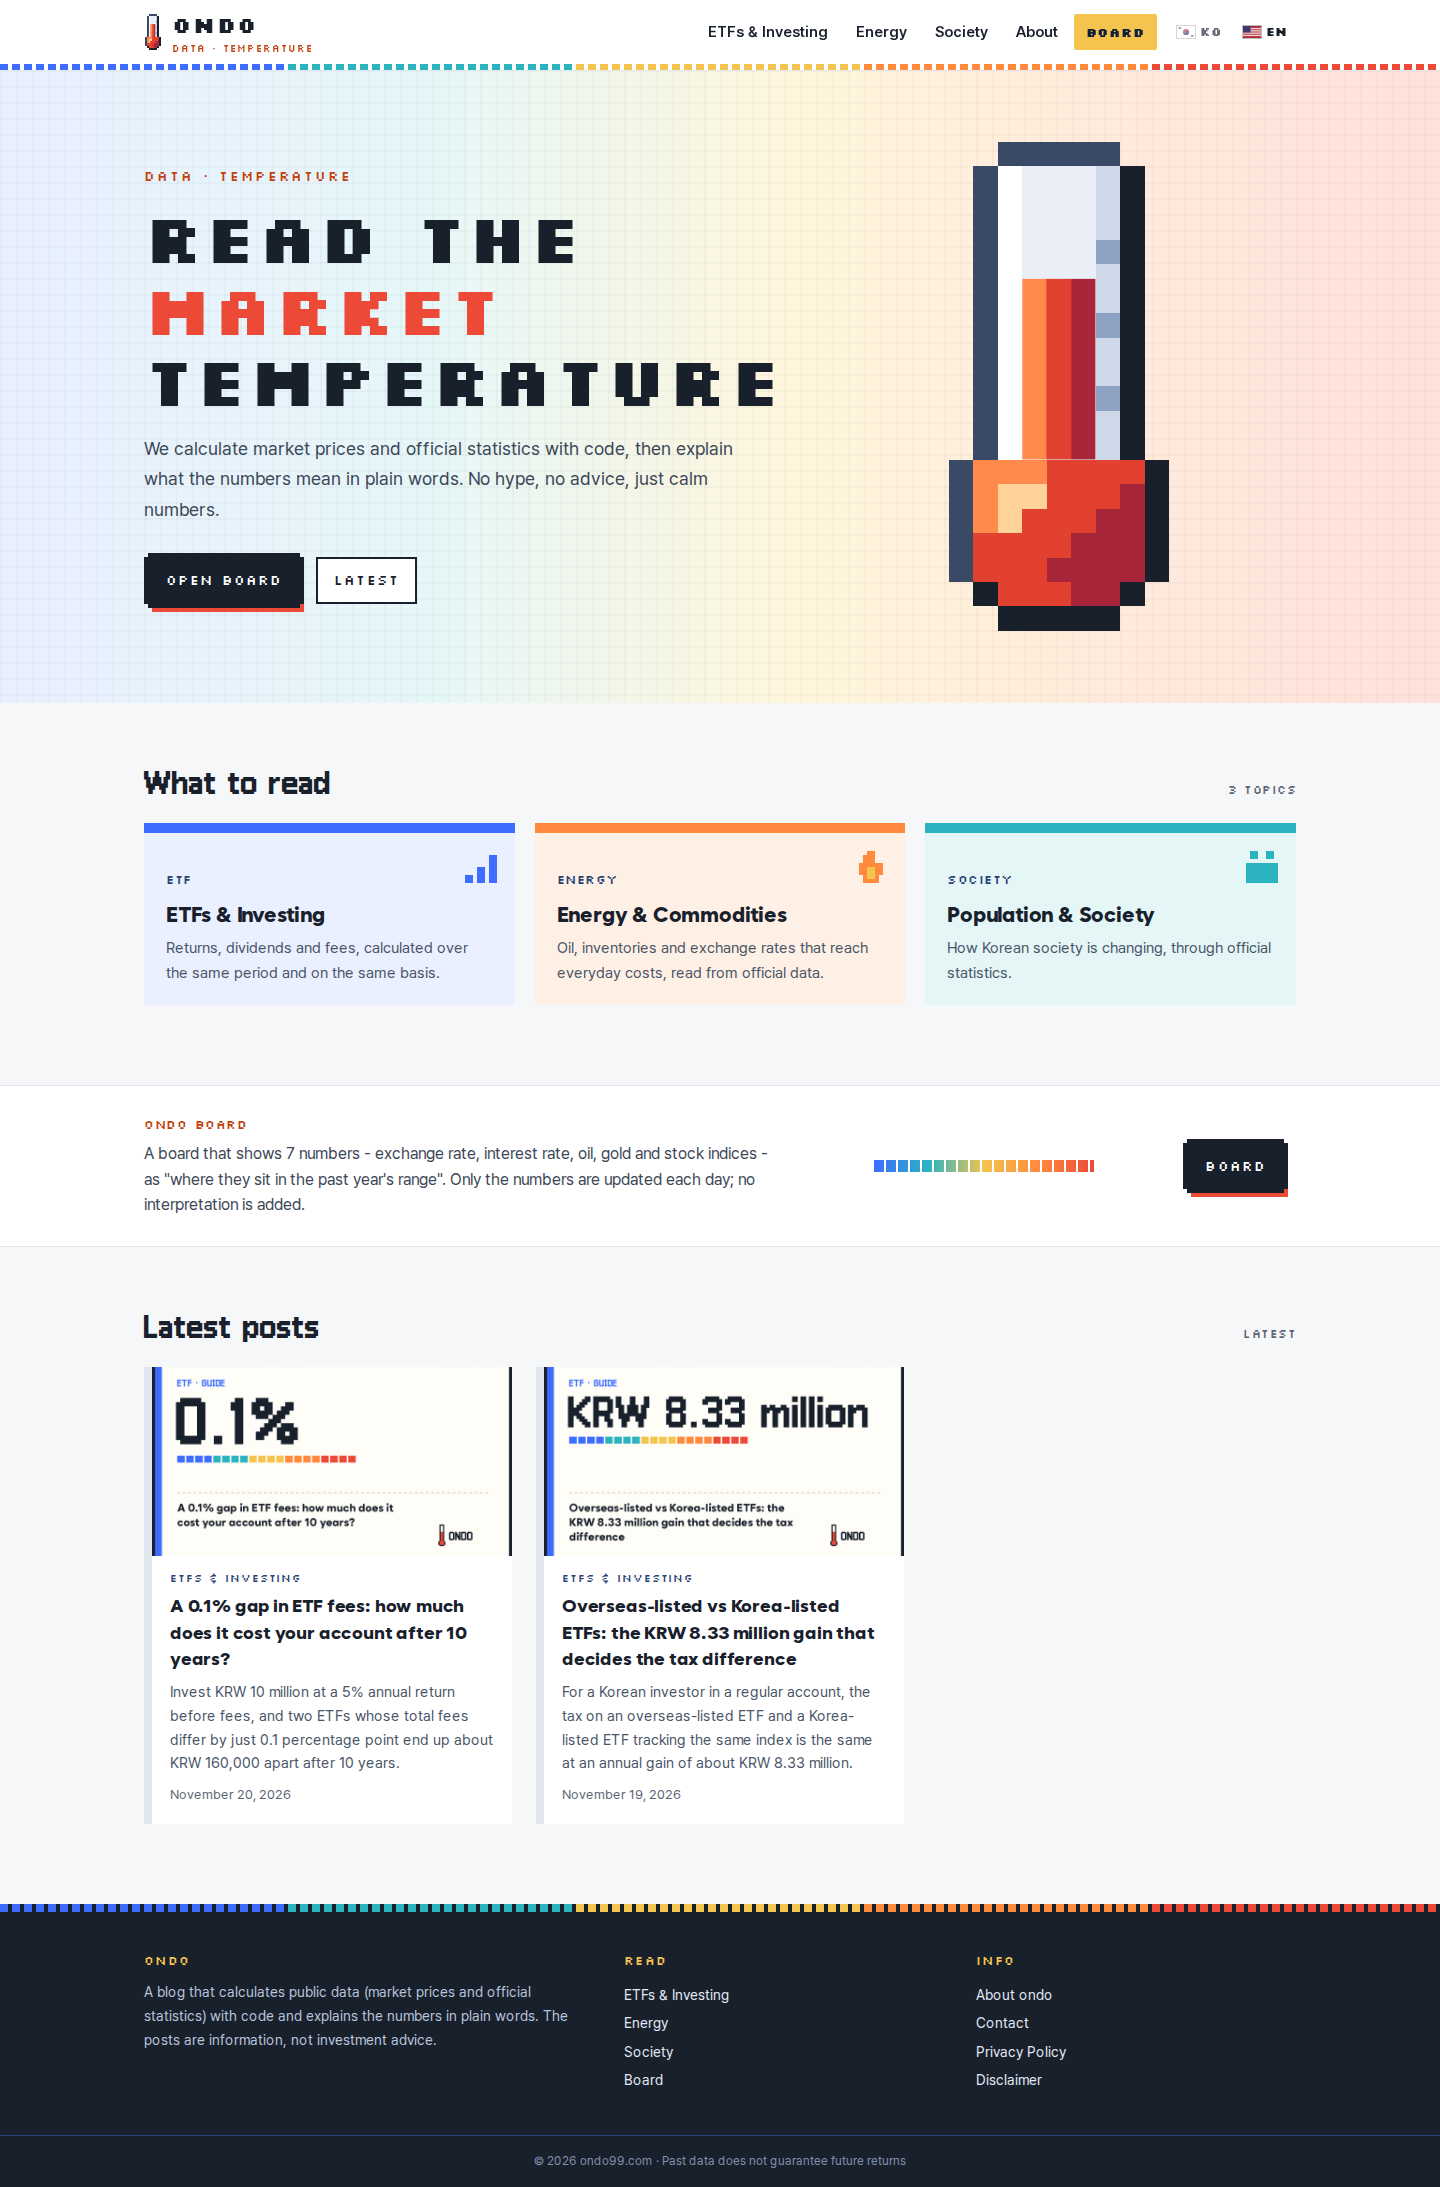 ONDO
DATA · TEMPERATURE
ETFs & Investing
Energy
Society
About
BOARD
KO
EN
DATA · TEMPERATURE
READ THE
MARKET
TEMPERATURE
We calculate market prices and official statistics with code, then explain
what the numbers mean in plain words. No hype, no advice, just calm
numbers.
OPEN BOARD
LATEST
What to read
3 TOPICS
ETF
ETFs & Investing
Returns, dividends and fees, calculated over
the same period and on the same basis.
ENERGY
Energy & Commodities
Oil, inventories and exchange rates that reach
everyday costs, read from official data.
SOCIETY
Population & Society
How Korean society is changing, through official
statistics.
ONDO BOARD
A board that shows 7 numbers - exchange rate, interest rate, oil, gold and stock indices -
as "where they sit in the past year's range". Only the numbers are updated each day; no
interpretation is added.
BOARD
Latest posts
LATEST
ETF · GUIDE
0.1%
A 0.1% gap in ETF fees: how much does it
cost your account after 10 years?
ONDO
ETFS & INVESTING
A 0.1% gap in ETF fees: how much
does it cost your account after 10
years?
Invest KRW 10 million at a 5% annual return
before fees, and two ETFs whose total fees
differ by just 0.1 percentage point end up about
KRW 160,000 apart after 10 years.
November 20, 2026
ETF · GUIDE
KRW 8.33 million
Overseas-listed vs Korea-listed ETFs: the
KRW 8.33 million gain that decides the tax
difference
ONDO
ETFS & INVESTING
Overseas-listed vs Korea-listed
ETFs: the KRW 8.33 million gain that
decides the tax difference
For a Korean investor in a regular account, the
tax on an overseas-listed ETF and a Korea-
listed ETF tracking the same index is the same
at an annual gain of about KRW 8.33 million.
November 19, 2026
ONDO
A blog that calculates public data (market prices and official
statistics) with code and explains the numbers in plain words. The
posts are information, not investment advice.
READ
ETFs & Investing
Energy
Society
Board
INFO
About ondo
Contact
Privacy Policy
Disclaimer
© 2026 ondo99.com · Past data does not guarantee future returns